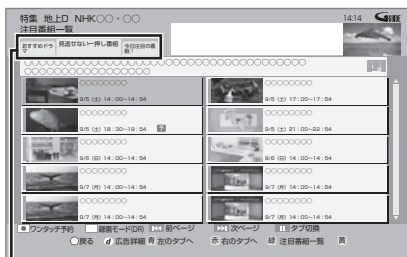 特集 地上D NHK〇〇・〇〇
14:14 G-GUIDE
注目番組一覧
おすすめドラマ
見逃せない一押し番組
今日注目の番組！
〇〇〇〇〇〇〇〇〇〇〇〇〇〇〇〇〇〇〇〇〇〇〇〇〇〇〇〇〇〇〇〇〇〇
〇〇〇〇〇〇〇〇〇〇〇〇〇〇〇
〇〇〇〇〇〇〇〇
9/5 (土) 14:00~14:54
〇〇〇〇〇〇〇〇
9/5 (土) 17:00~17:54
〇〇〇〇〇〇〇〇
9/5 (土) 18:30~19:54
〇〇〇〇〇〇〇〇
9/5 (土) 21:00~22:54
〇〇〇〇〇〇〇〇
9/6 (日) 14:00~14:54
〇〇〇〇〇〇〇〇
9/6 (日) 14:00~14:54
〇〇〇〇〇〇〇〇
9/7 (月) 14:00~14:54
〇〇〇〇〇〇〇〇
9/7 (月) 14:00~14:54
〇〇〇〇〇〇〇〇
9/7 (月) 14:00~14:54
〇〇〇〇〇〇〇〇
9/7 (月) 14:00~14:54
ワンタッチ予約 録画モード(DR) 前ページ 次ページ タブ切換
戻る d 広告詳細 青 左のタブへ 赤 右のタブへ 緑 注目番組一覧 黄